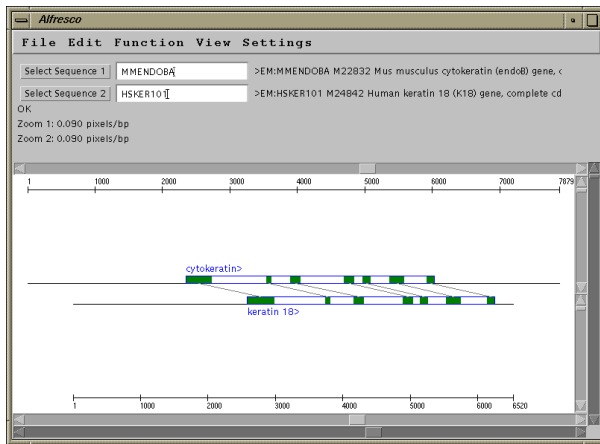 Alfresco
File Edit Function View Settings
Select Sequence 1 MMENDOBA >EM:MMENDOBA M22832 Mus musculus cytokeratin (endoB) gene, c
Select Sequence 2 HSKER101 >EM:HSKER101 M24842 Human keratin 18 (K18) gene, complete cd
OK
Zoom 1: 0.090 pixels/bp
Zoom 2: 0.090 pixels/bp
1 1000 2000 3000 4000 5000 6000 7000 7879
cytokeratin>
keratin 18>
1 1000 2000 3000 4000 5000 6000 6520